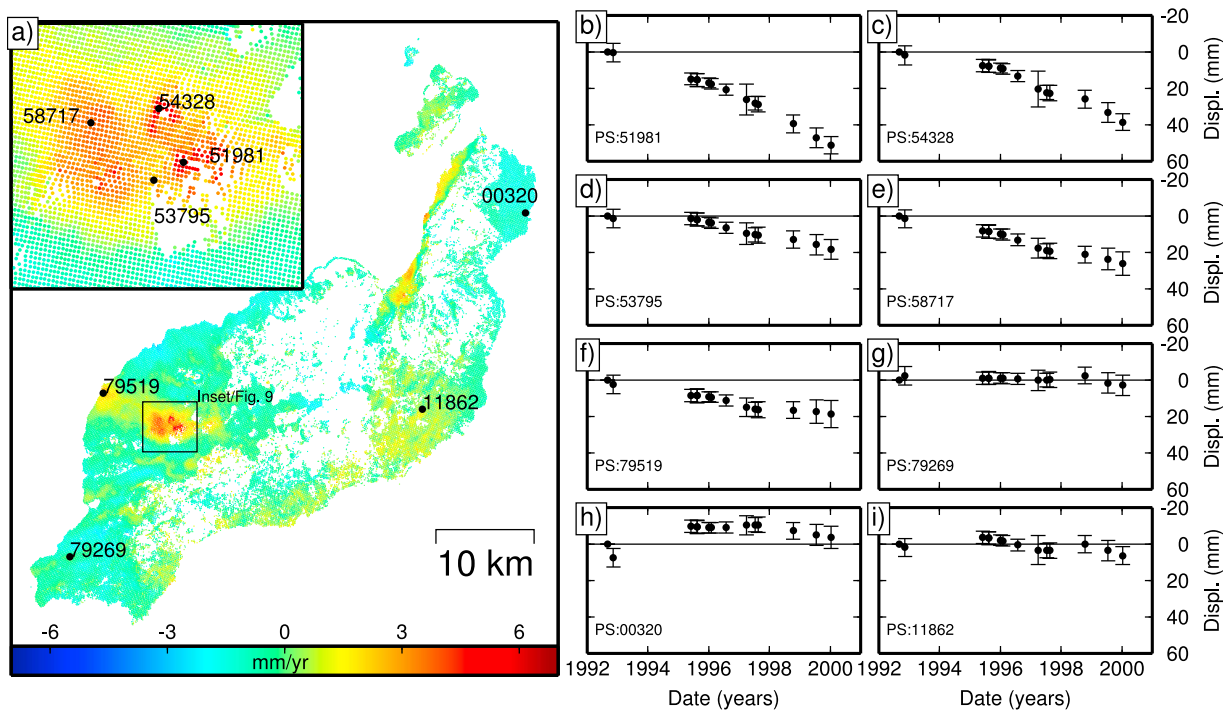 a)
54328
58717
51981
53795
00320
79519
Inset/Fig. 9
11862
10 km
79269
-6 -3 0 3 6
mm/yr
b)
PS:51981
c)
PS:54328
-20
0
20
40
60
Displ. (mm)
d)
PS:53795
e)
PS:58717
-20
0
20
40
60
Displ. (mm)
f)
PS:79519
g)
PS:79269
-20
0
20
40
60
Displ. (mm)
h)
PS:00320
i)
PS:11862
-20
0
20
40
60
Displ. (mm)
1992 1994 1996 1998 2000
Date (years)
1992 1994 1996 1998 2000
Date (years)